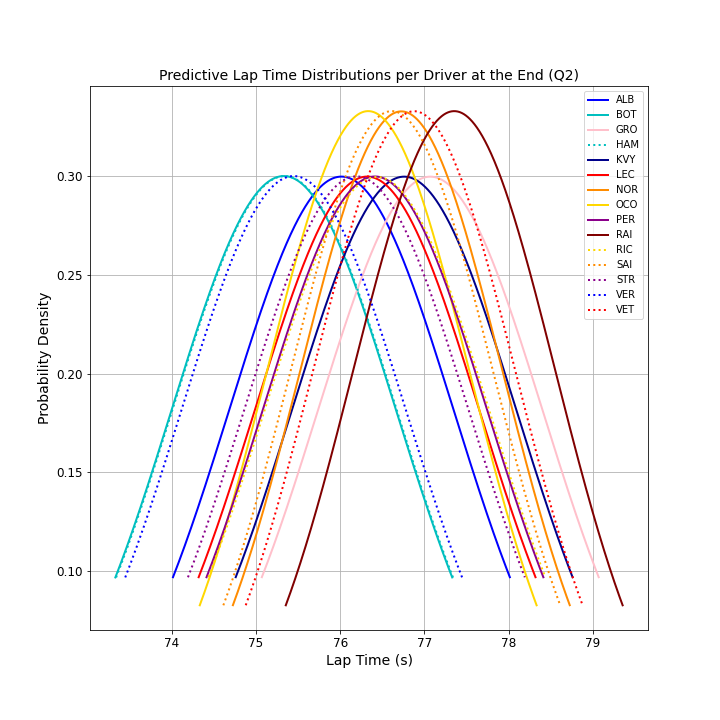 Predictive Lap Time Distributions per Driver at the End (Q2)
ALB
BOT
GRO
HAM
KVY
LEC
NOR
OCO
PER
RAI
RIC
SAI
STR
VER
VET
Probability Density
0.30
0.25
0.20
0.15
0.10
74 75 76 77 78 79
Lap Time (s)